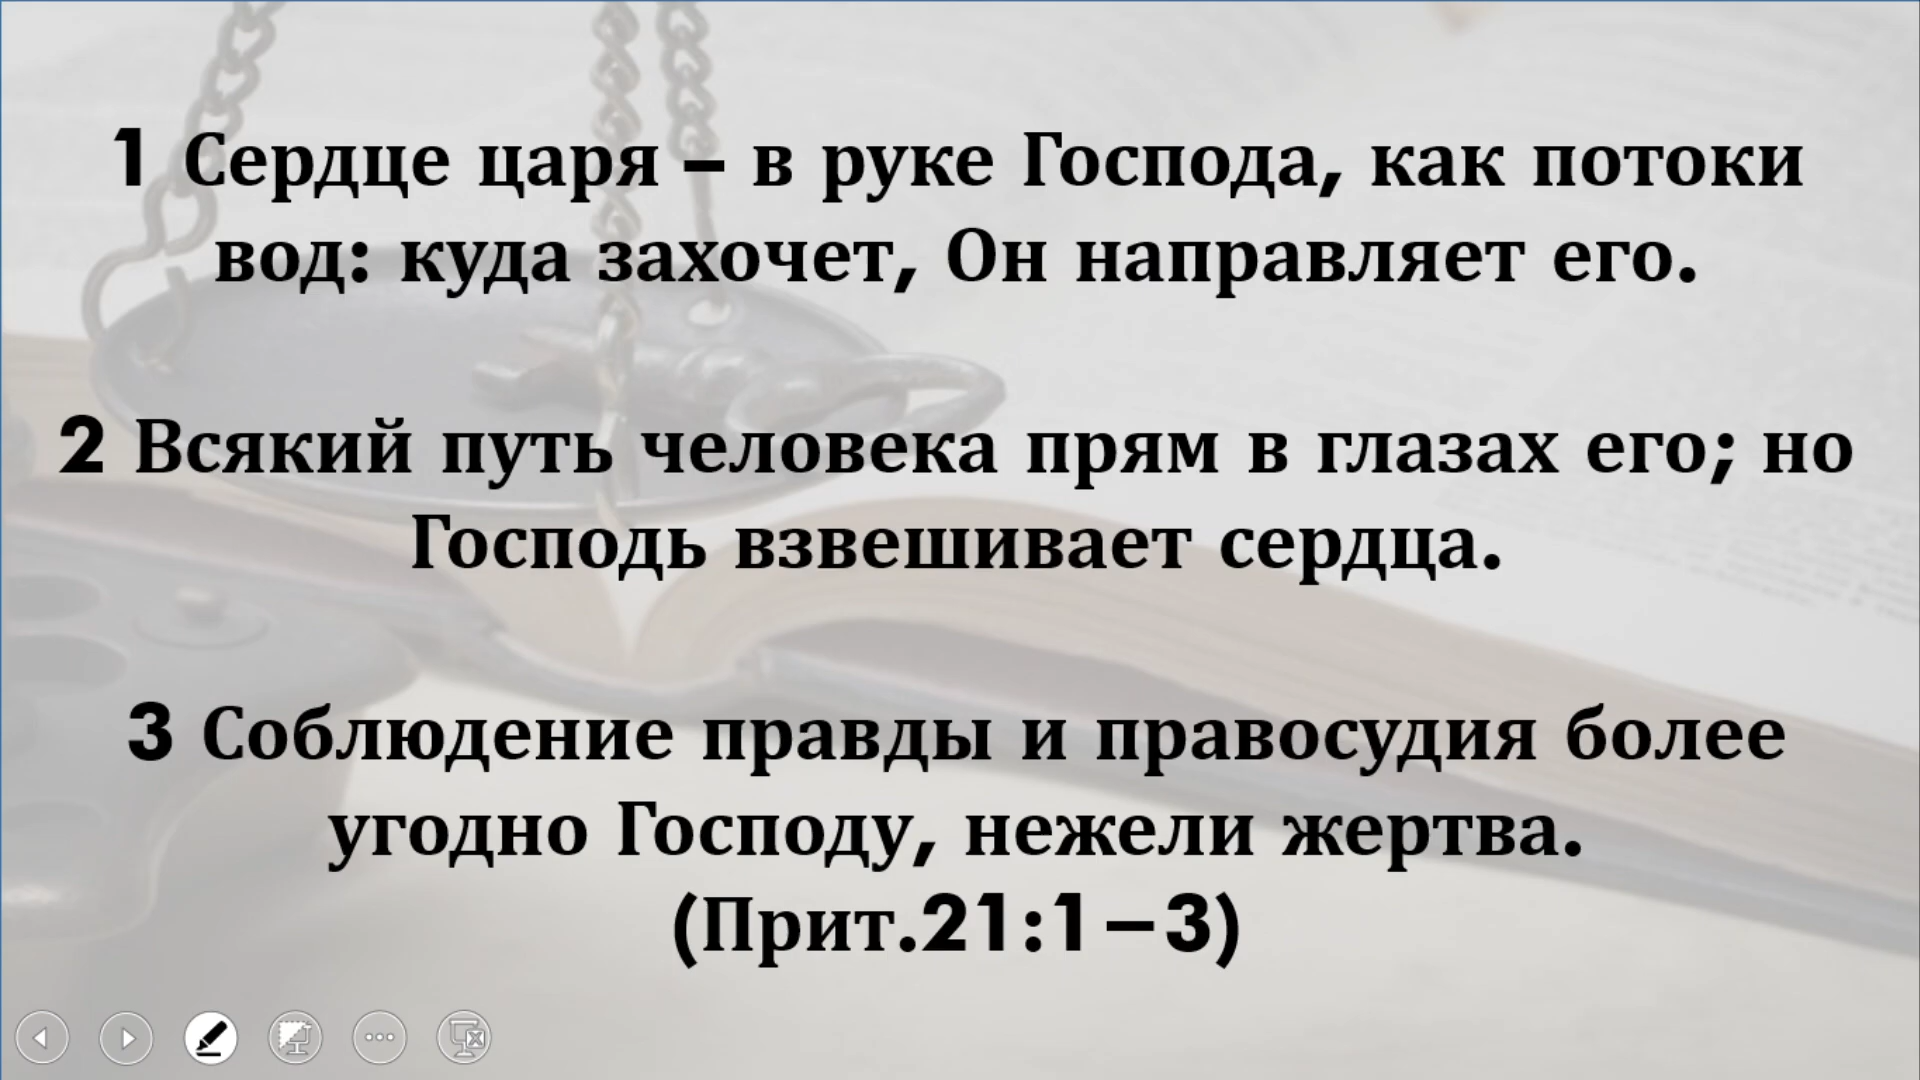 1 Сердце царя – в руке Господа, как потоки
вод: куда захочет, Он направляет его.
2 Всякий путь человека прям в глазах его; но
Господь взвешивает сердца.
3 Соблюдение правды и правосудия более
угодно Господу, нежели жертва.
(Прит.21:1–3)